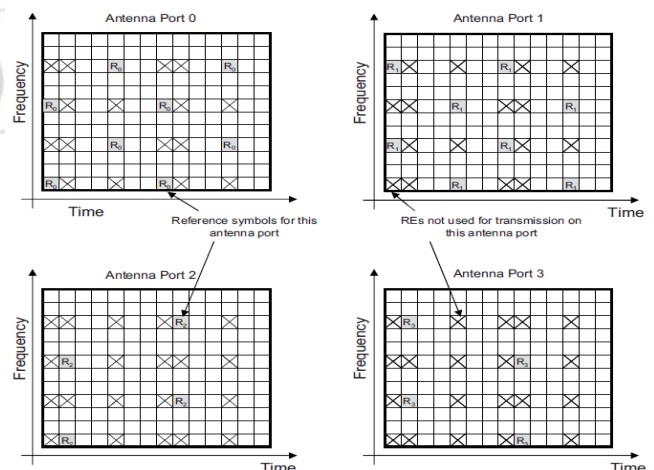 Antenna Port 0
Frequency
R₀ R₀
R₀ R₀
R₀ R₀
R₀ R₀
Time
Antenna Port 1
Frequency
R₁ R₁
R₁ R₁
R₁ R₁
R₁ R₁
Time
Reference symbols for this
antenna port
REs not used for transmission on
this antenna port
Antenna Port 2
Frequency
R₂
R₂
R₂
R₂
Time
Antenna Port 3
Frequency
R₃
R₃
R₃
R₃
Time